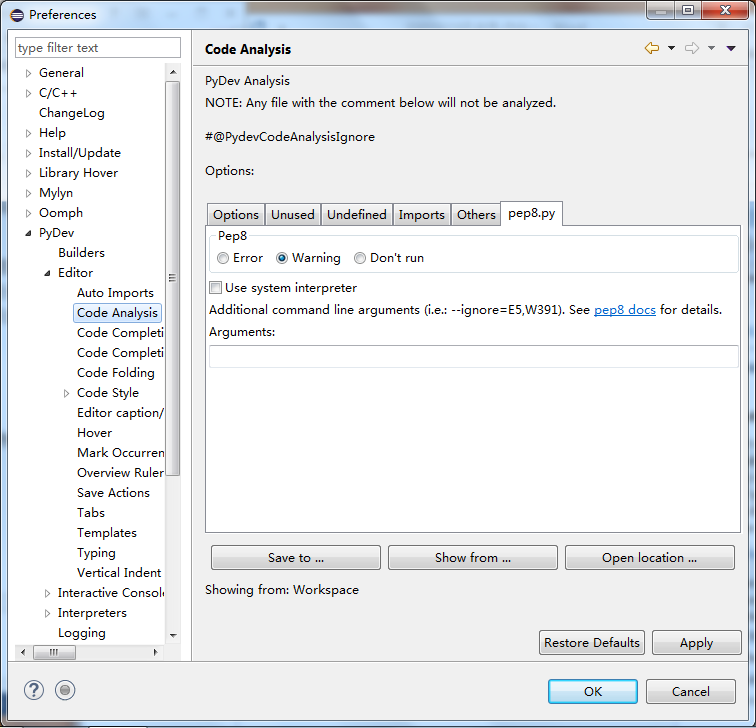 Preferences
type filter text
General
C/C++
ChangeLog
Help
Install/Update
Library Hover
Mylyn
Oomph
PyDev
Builders
Editor
Auto Imports
Code Analysis
Code Completi
Code Completi
Code Folding
Code Style
Editor caption/
Hover
Mark Occurren
Overview Ruler
Save Actions
Tabs
Templates
Typing
Vertical Indent
Interactive Consol
Interpreters
Logging
Code Analysis
PyDev Analysis
NOTE: Any file with the comment below will not be analyzed.
#@PydevCodeAnalysisIgnore
Options:
Options Unused Undefined Imports Others pep8.py
Pep8
Error Warning Don't run
Use system interpreter
Additional command line arguments (i.e.: --ignore=E5,W391). See pep8 docs for details.
Arguments:
Save to ... Show from ... Open location ...
Showing from: Workspace
Restore Defaults Apply
? OK Cancel